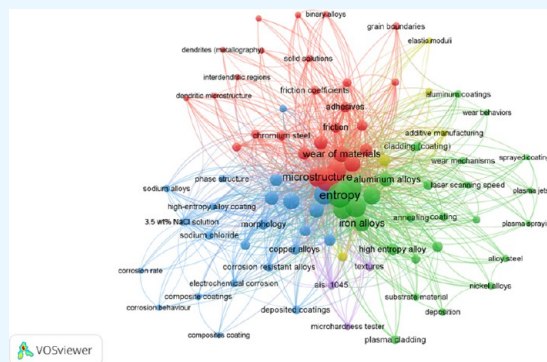 binary alloys
grain boundaries
elastic moduli
dendrites (metallography)
solid solutions
interdendritic regions
friction coefficients
aluminum coatings
dendritic microstructure
adhesives
wear behaviors
friction
additive manufacturing
chromium steel
cladding (coating)
wear of materials
wear mechanisms
sprayed coatings
phase structure
microstructure
aluminum alloys
sodium alloys
laser scanning speed
plasma jets
entropy
high-entropy alloy coating
annealing
coating
3.5 wt% NaCl solution
morphology
iron alloys
plasma spraying
sodium chloride
copper alloys
high entropy alloy
alloy steel
corrosion rate
corrosion resistant alloys
textures
electrochemical corrosion
aisi 1045
nickel alloys
composite coatings
substrate material
corrosion behaviour
deposited coatings
deposition
microhardness tester
composites coating
plasma cladding
VOSviewer